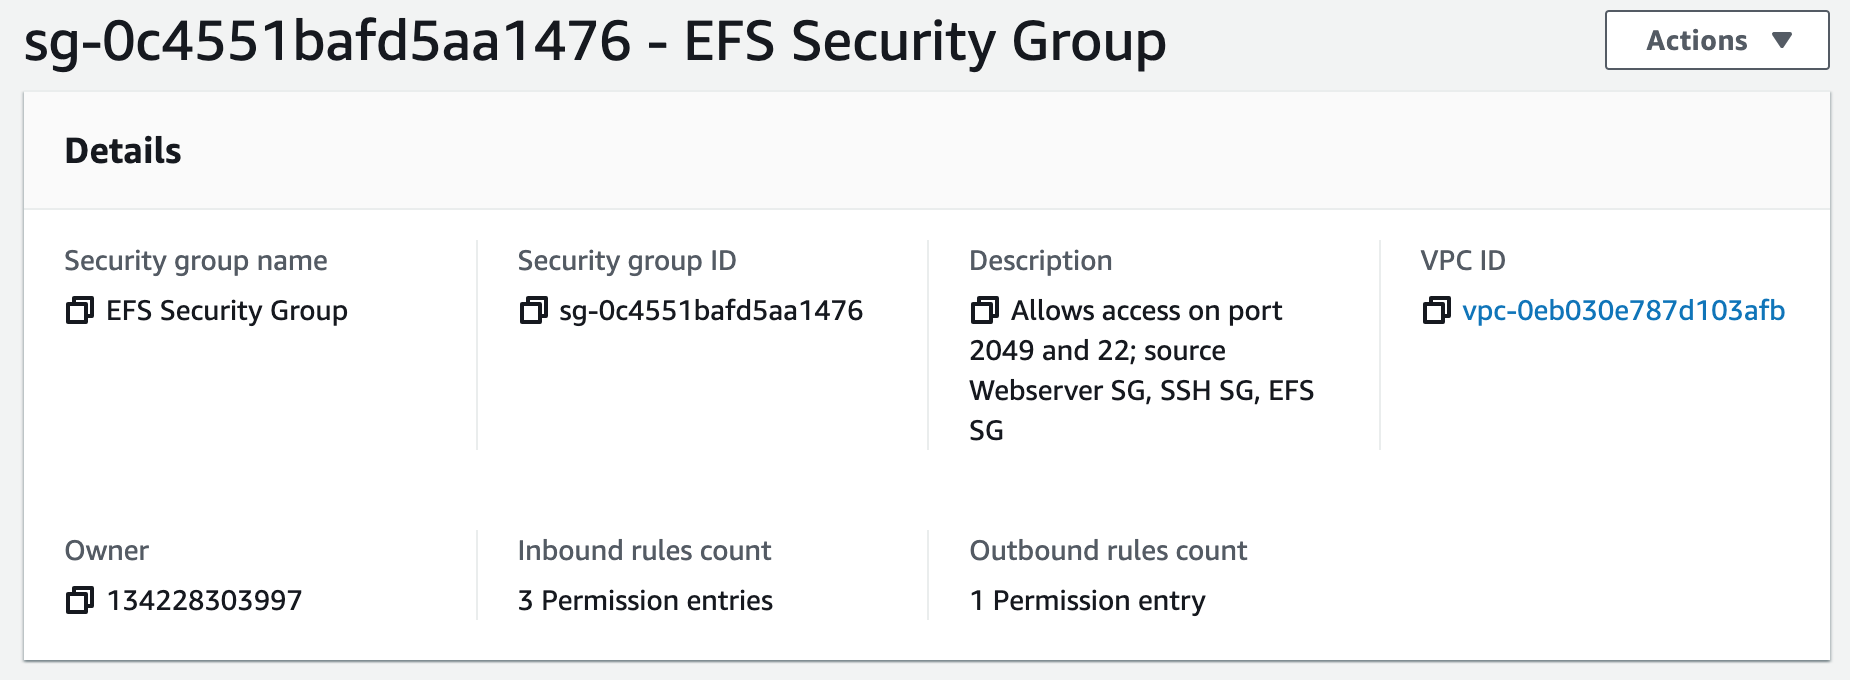 sg-0c4551bafd5aa1476 - EFS Security Group
Actions
Details
Security group name
EFS Security Group
Security group ID
sg-0c4551bafd5aa1476
Description
Allows access on port
2049 and 22; source
Webserver SG, SSH SG, EFS
SG
VPC ID
vpc-0eb030e787d103afb
Owner
134228303997
Inbound rules count
3 Permission entries
Outbound rules count
1 Permission entry